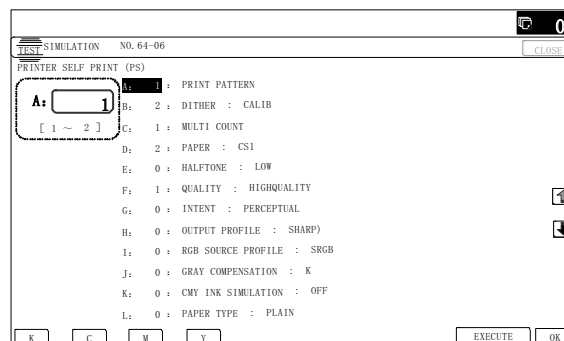 0
TEST SIMULATION NO. 64-06
CLOSE
PRINTER SELF PRINT (PS)
A: 1
[ 1 ~ 2 ]
A: 1 : PRINT PATTERN
B: 2 : DITHER : CALIB
C: 1 : MULTI COUNT
D: 2 : PAPER : CS1
E: 0 : HALFTONE : LOW
F: 1 : QUALITY : HIGHQUALITY
G: 0 : INTENT : PERCEPTUAL
H: 0 : OUTPUT PROFILE : SHARP)
I: 0 : RGB SOURCE PROFILE : SRGB
J: 0 : GRAY COMPENSATION : K
K: 0 : CMY INK SIMULATION : OFF
L: 0 : PAPER TYPE : PLAIN
K C M Y EXECUTE OK